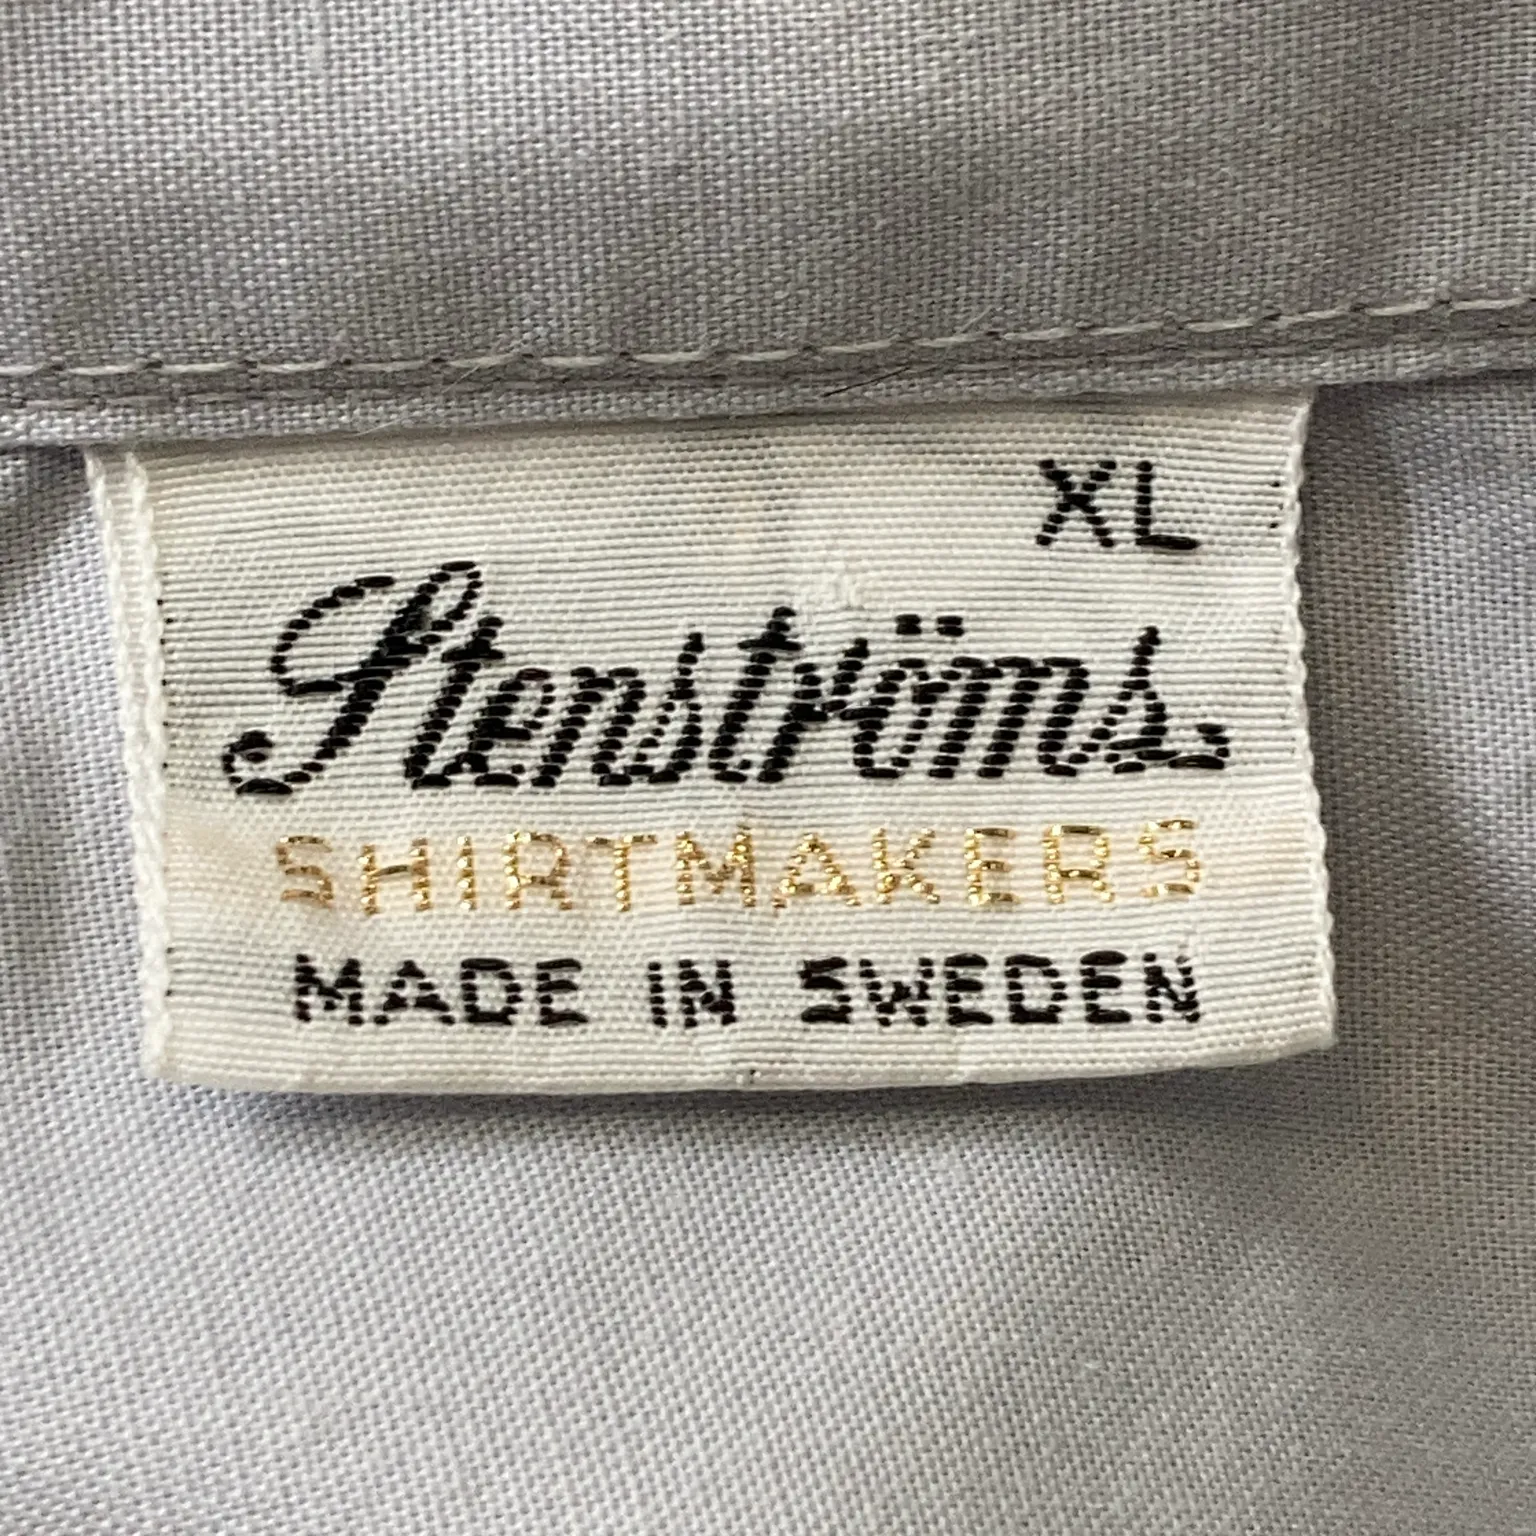 XL
Stenströms
SHIRTMAKERS
MADE IN SWEDEN